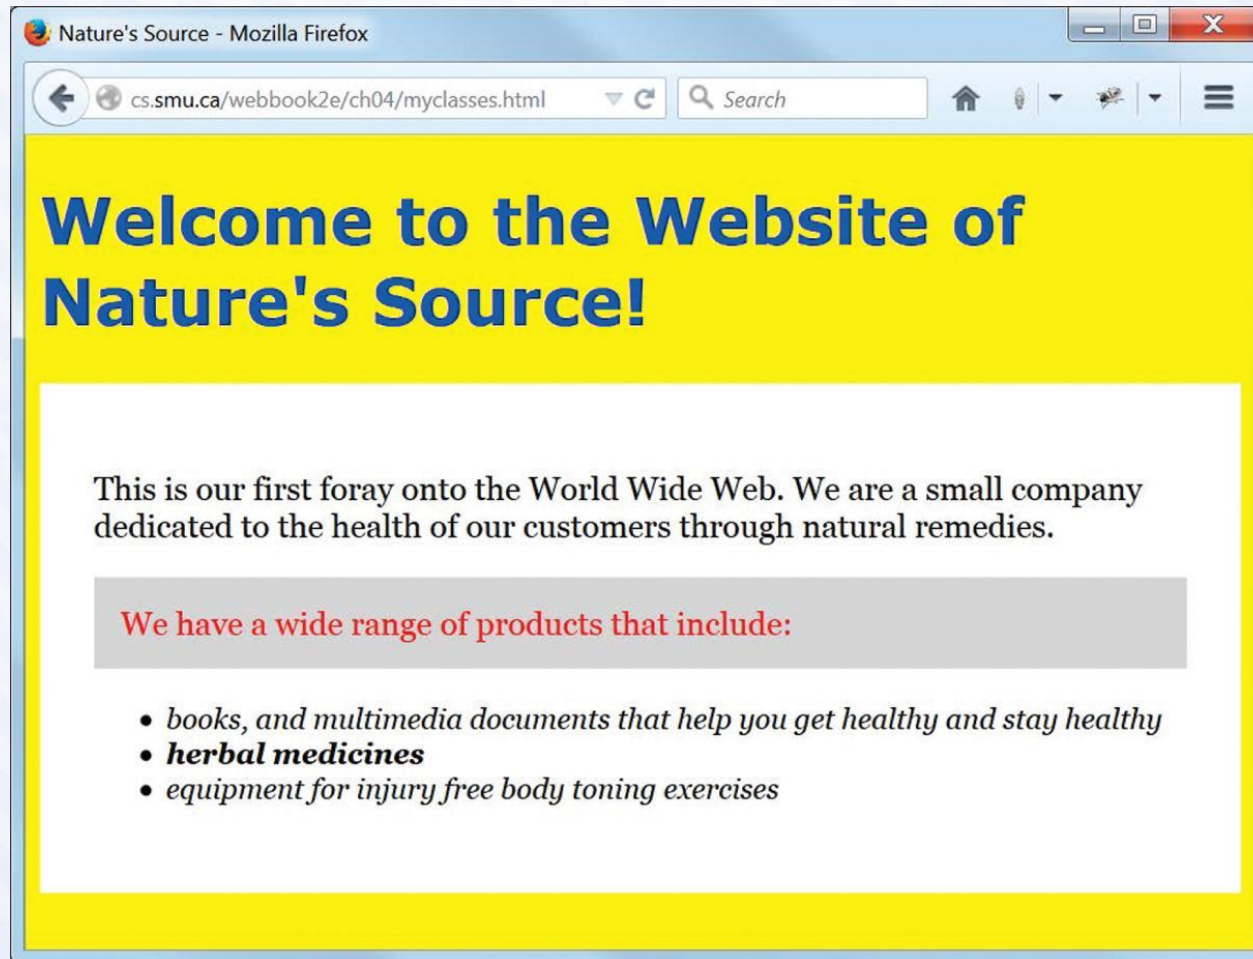 Nature's Source - Mozilla Firefox
cs.smu.ca/webbook2e/ch04/myclasses.html
Search
Welcome to the Website of
Nature's Source!
This is our first foray onto the World Wide Web. We are a small company
dedicated to the health of our customers through natural remedies.
We have a wide range of products that include:
• books, and multimedia documents that help you get healthy and stay healthy
• herbal medicines
• equipment for injury free body toning exercises